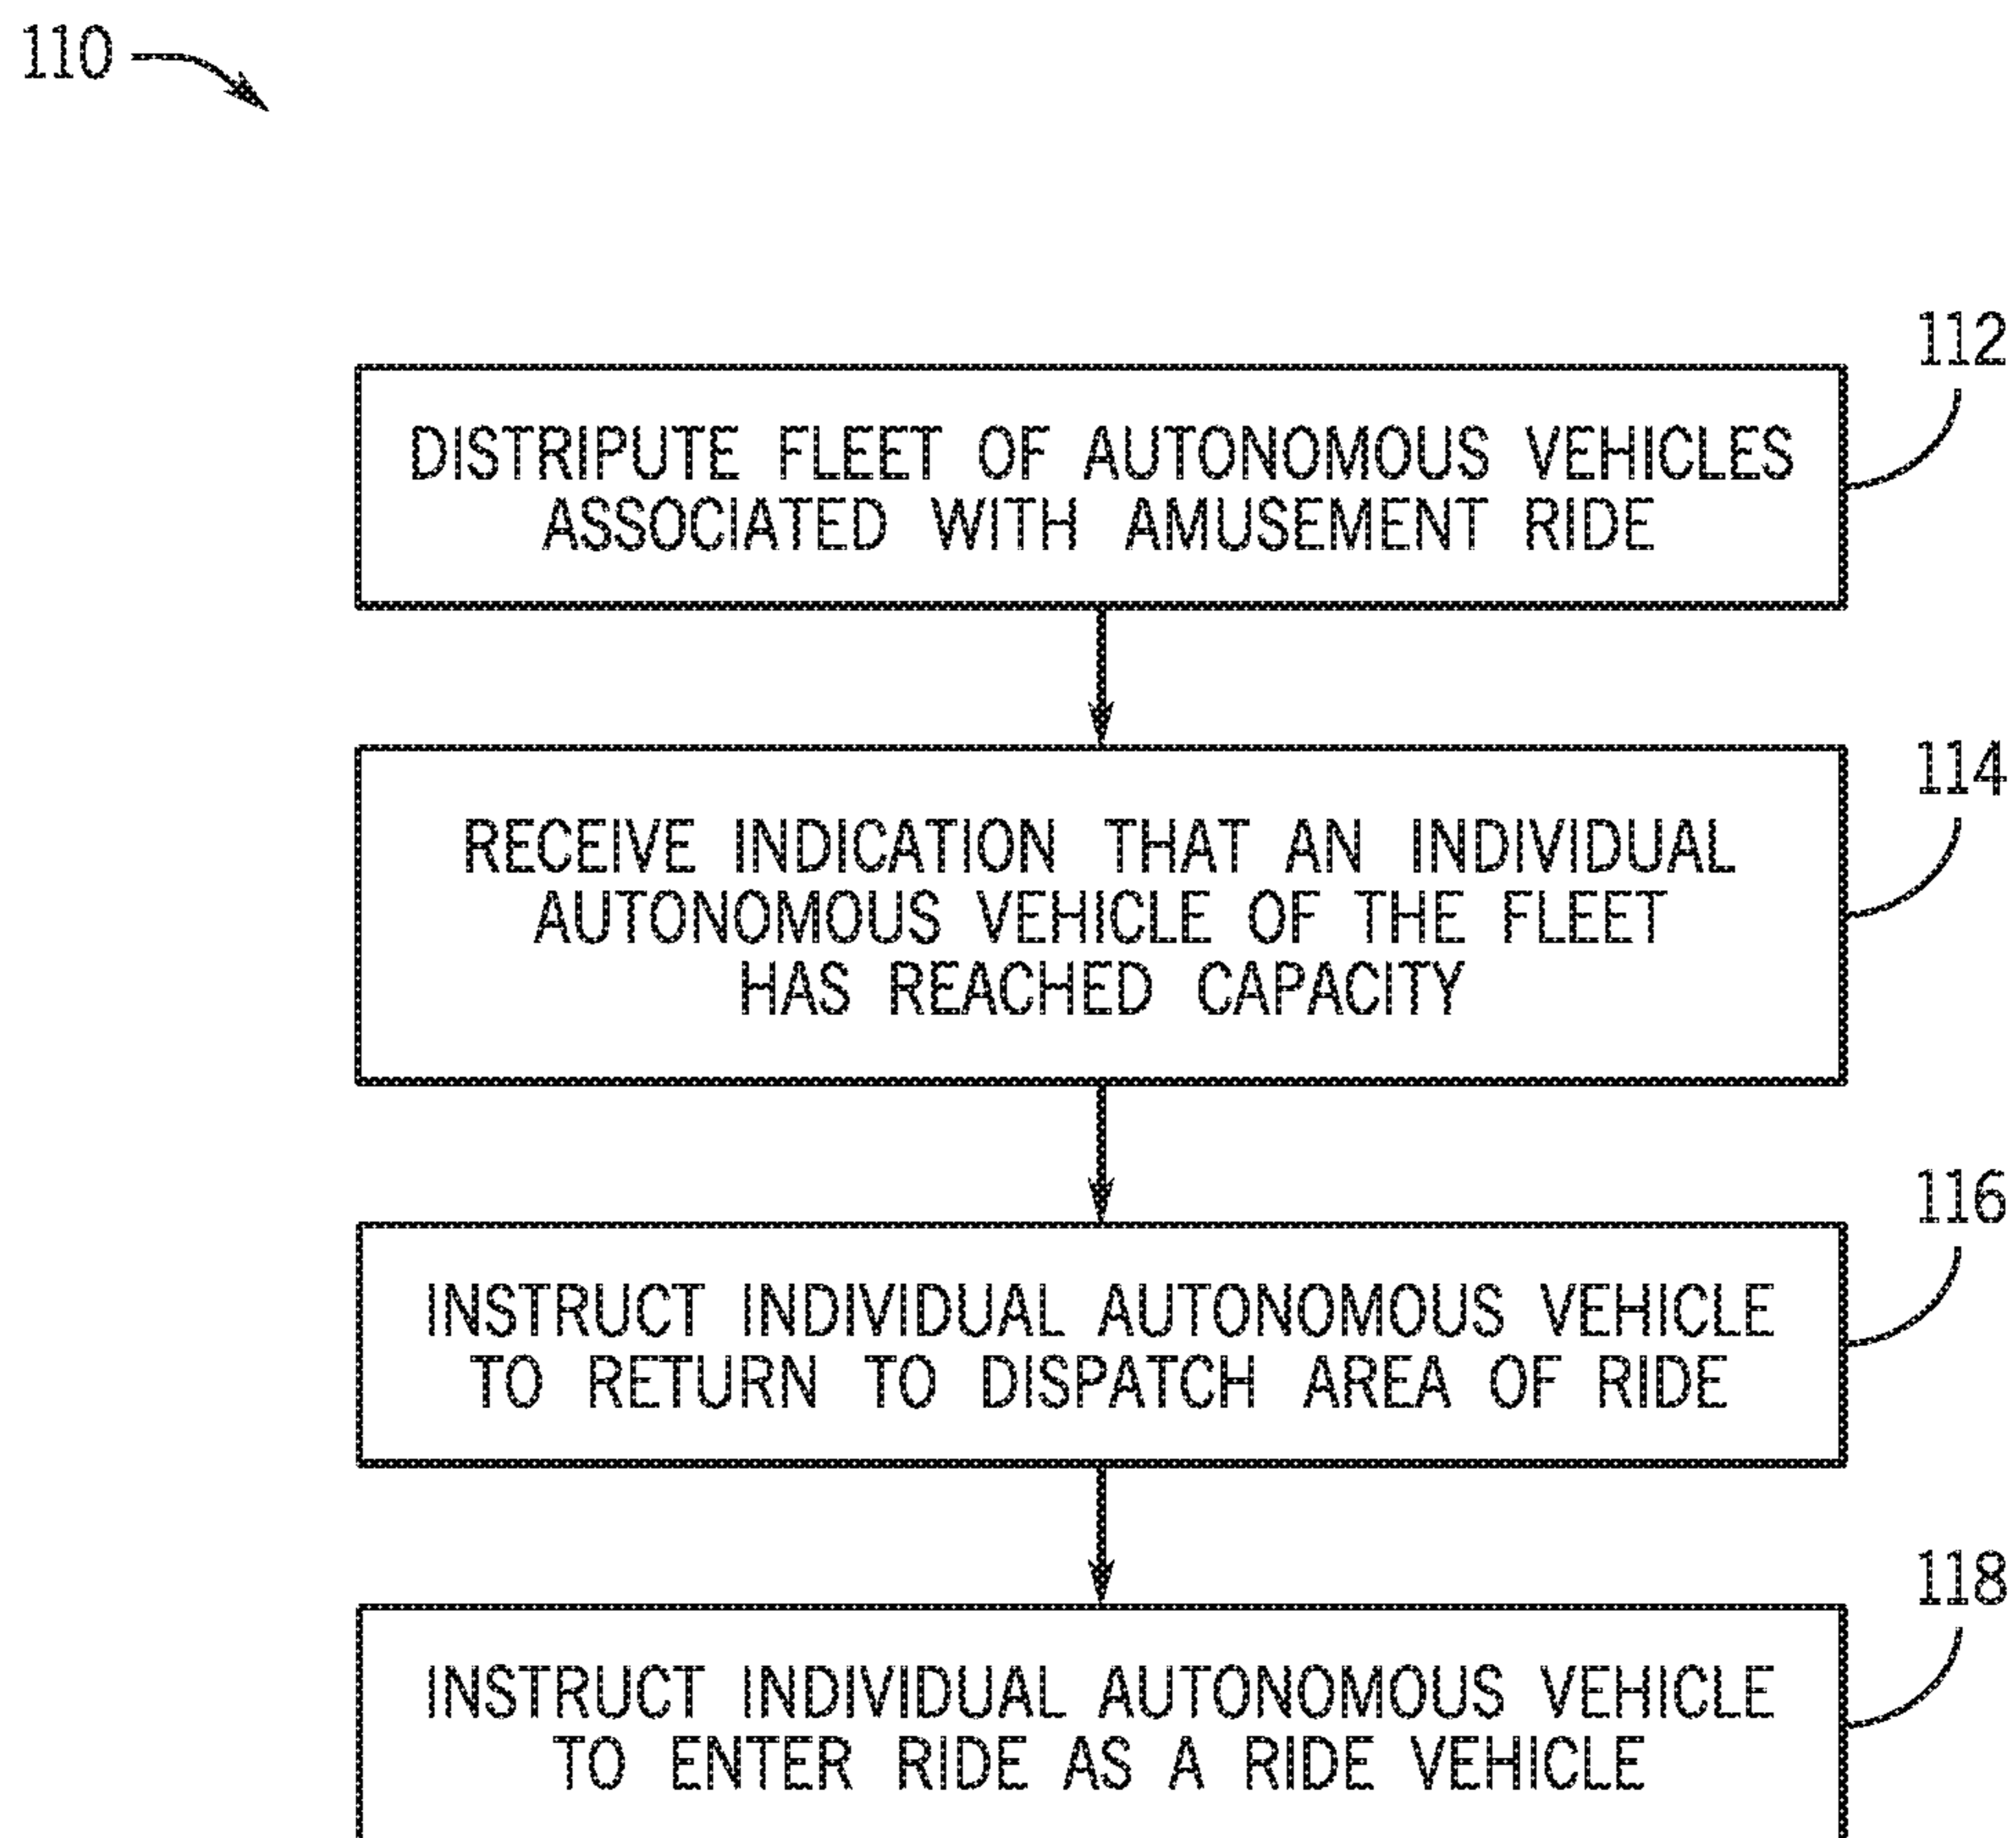 110
112
DISTRIPUTE FLEET OF AUTONOMOUS VEHICLES
ASSOCIATED WITH AMUSEMENT RIDE
114
RECEIVE INDICATION THAT AN INDIVIDUAL
AUTONOMOUS VEHICLE OF THE FLEET
HAS REACHED CAPACITY
116
INSTRUCT INDIVIDUAL AUTONOMOUS VEHICLE
TO RETURN TO DISPATCH AREA OF RIDE
118
INSTRUCT INDIVIDUAL AUTONOMOUS VEHICLE
TO ENTER RIDE AS A RIDE VEHICLE